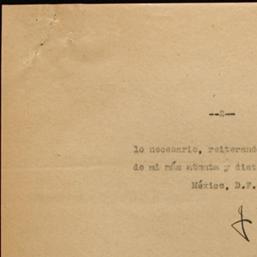 --2--
lo necesario, reiterand
de mi más atenta y dist
México, D.F.